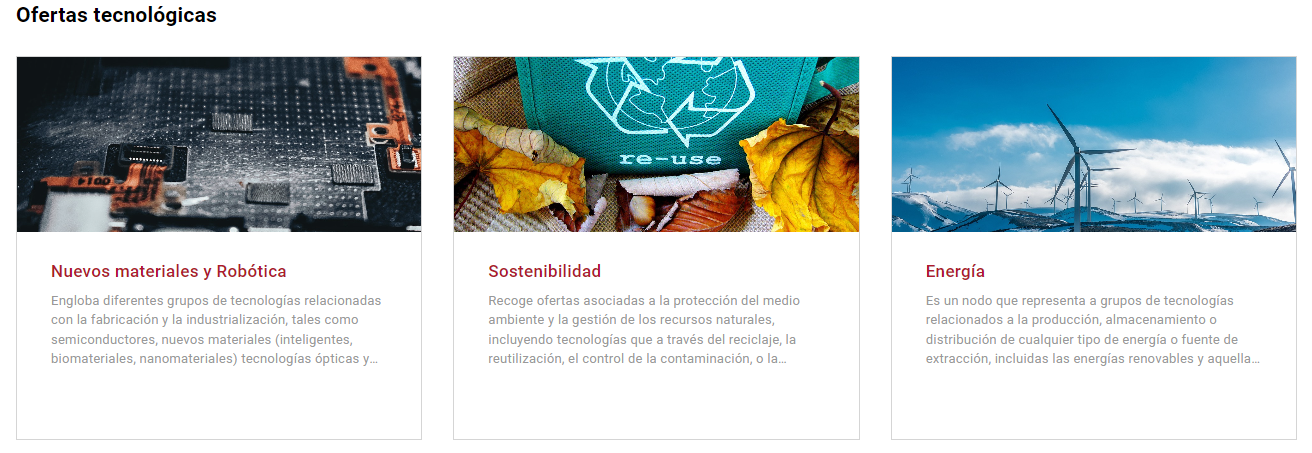 Ofertas tecnológicas
re-use
Nuevos materiales y Robótica
Engloba diferentes grupos de tecnologías relacionadas
con la fabricación y la industrialización, tales como
semiconductores, nuevos materiales (inteligentes,
biomateriales, nanomateriales) tecnologías ópticas y...
Sostenibilidad
Recoge ofertas asociadas a la protección del medio
ambiente y la gestión de los recursos naturales,
incluyendo tecnologías que a través del reciclaje, la
reutilización, el control de la contaminación, o la...
Energía
Es un nodo que representa a grupos de tecnologías
relacionados a la producción, almacenamiento o
distribución de cualquier tipo de energía o fuente de
extracción, incluidas las energías renovables y aquella...